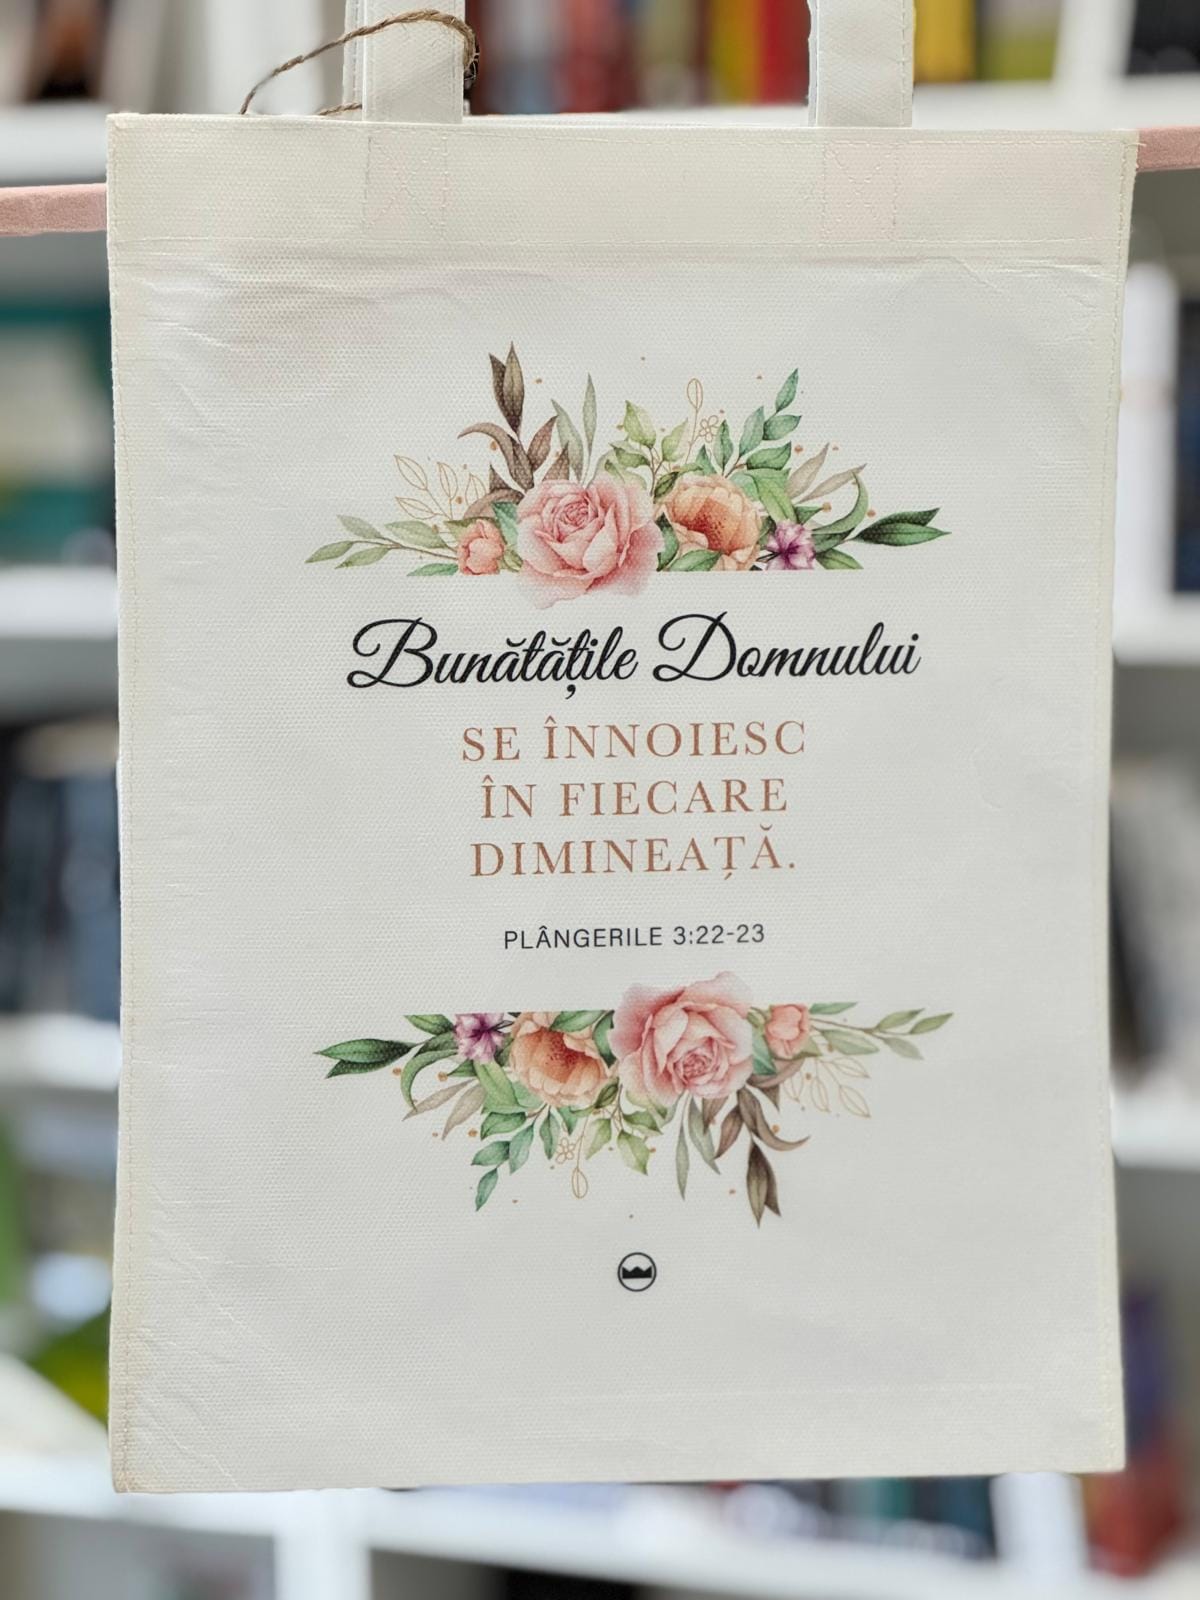 Bunătățile Domnului
SE ÎNNOIESC
ÎN FIECARE
DIMINEAȚĂ.
PLÂNGERILE 3:22-23